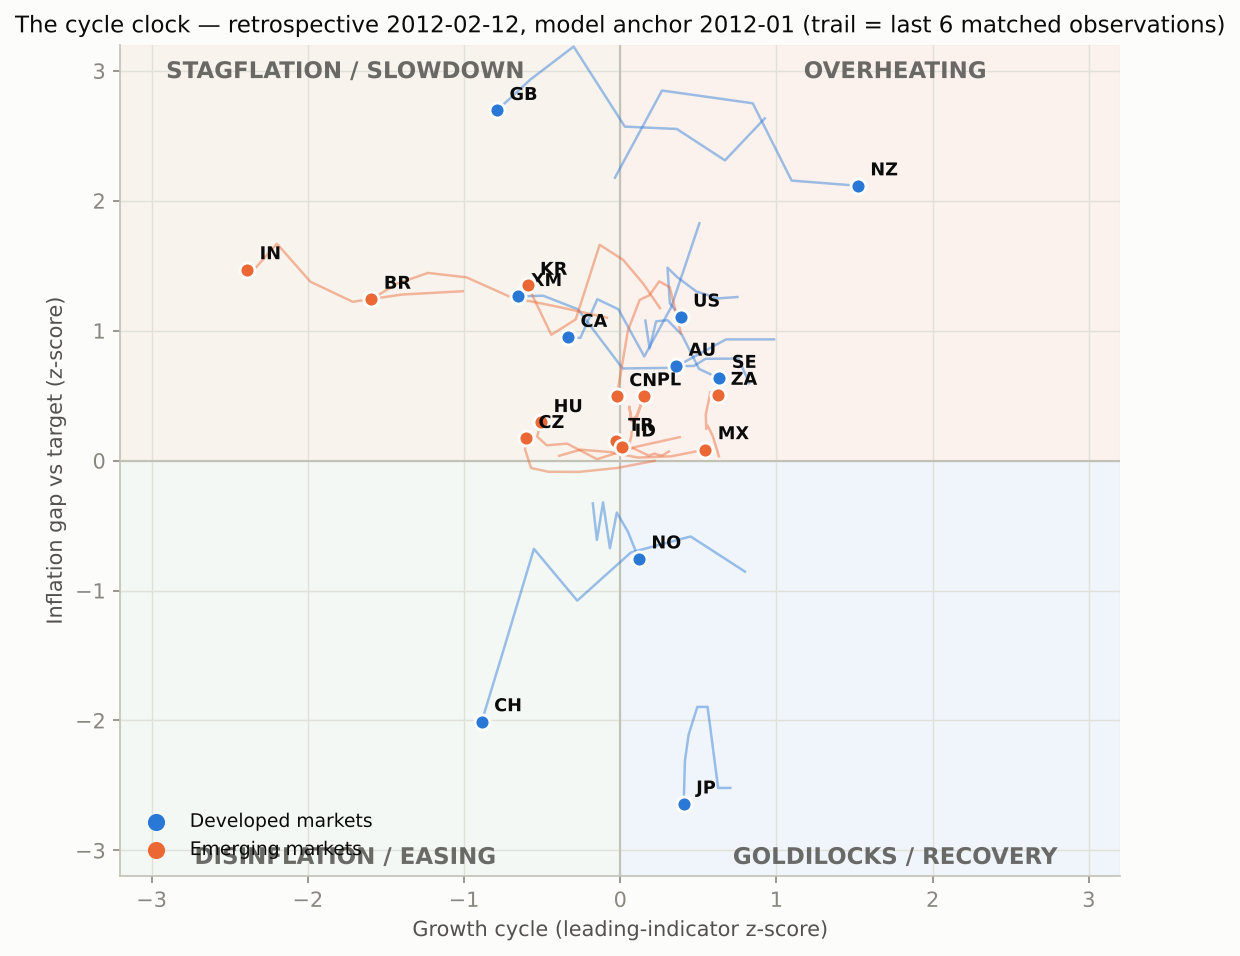 The cycle clock — retrospective 2012-02-12, model anchor 2012-01 (trail = last 6 matched observations)
STAGFLATION / SLOWDOWN
OVERHEATING
GB
NZ
IN
BR
KR
XM
CA
US
AU
SE
ZA
CN
PL
HU
CZ
TR
ID
MX
NO
CH
JP
Developed markets
Emerging markets
DISINFLATION / EASING
GOLDILOCKS / RECOVERY
3
2
1
0
−1
−2
−3
−3
−2
−1
0
1
2
3
Inflation gap vs target (z-score)
Growth cycle (leading-indicator z-score)